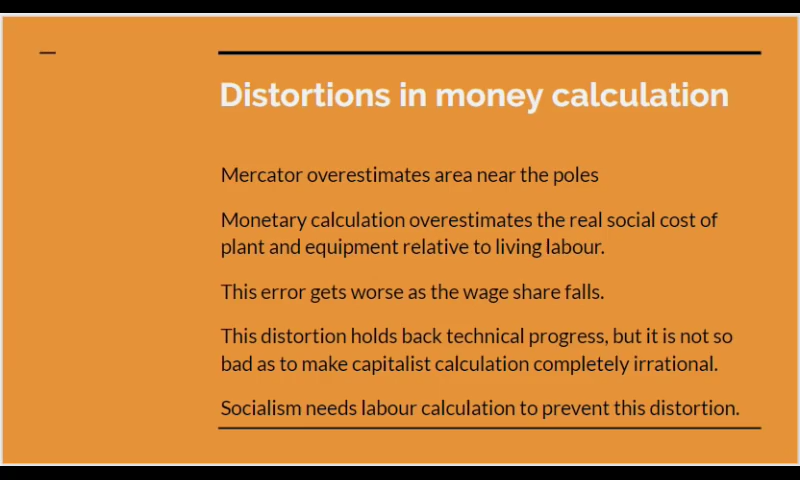 Distortions in money calculation
Mercator overestimates area near the poles
Monetary calculation overestimates the real social cost of
plant and equipment relative to living labour.
This error gets worse as the wage share falls.
This distortion holds back technical progress, but it is not so
bad as to make capitalist calculation completely irrational.
Socialism needs labour calculation to prevent this distortion.